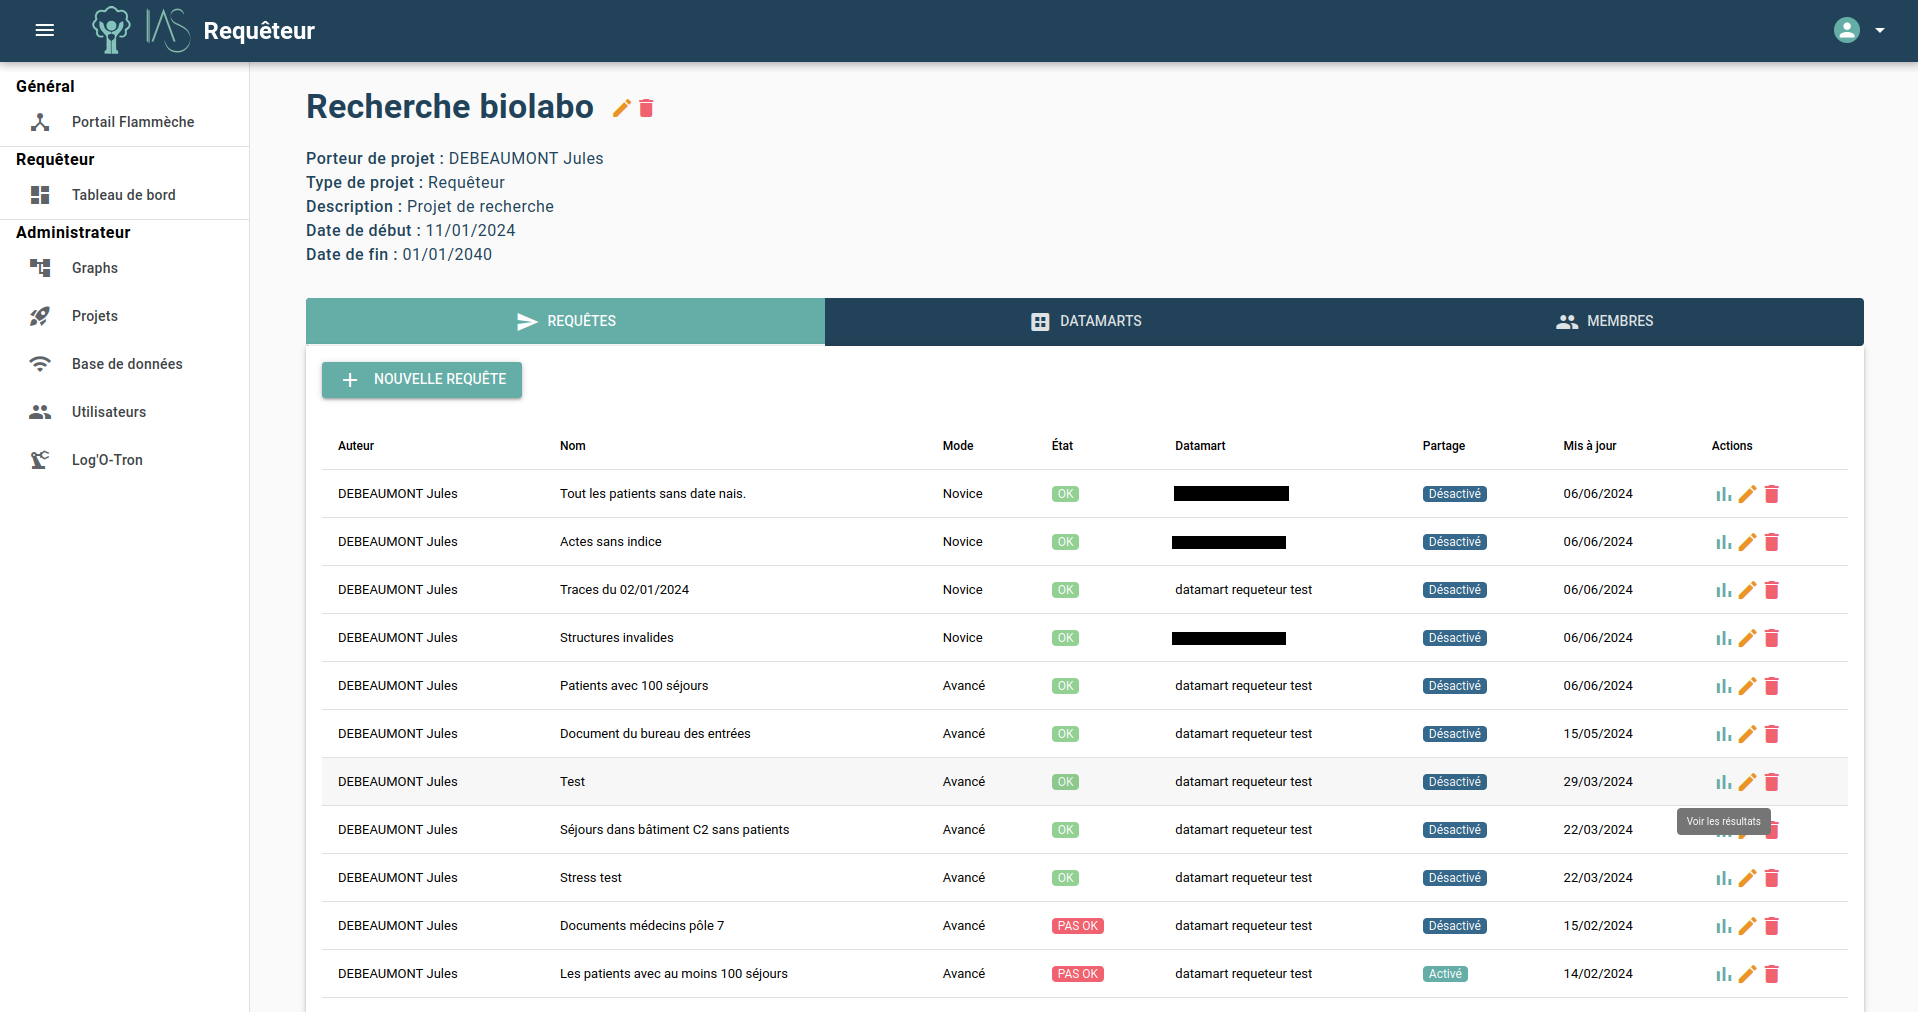 IAS Requêteur
Général
Portail Flammèche
Requêteur
Tableau de bord
Administrateur
Graphs
Projets
Base de données
Utilisateurs
Log'O-Tron
Recherche biolabo
Porteur de projet : DEBEAUMONT Jules
Type de projet : Requêteur
Description : Projet de recherche
Date de début : 11/01/2024
Date de fin : 01/01/2040
REQUÊTES DATAMARTS MEMBRES
NOUVELLE REQUÊTE
Auteur Nom Mode État Datamart Partage Mis à jour Actions
DEBEAUMONT Jules Tout les patients sans date nais. Novice OK Désactivé 06/06/2024
DEBEAUMONT Jules Actes sans indice Novice OK Désactivé 06/06/2024
DEBEAUMONT Jules Traces du 02/01/2024 Novice OK datamart requeteur test Désactivé 06/06/2024
DEBEAUMONT Jules Structures invalides Novice OK Désactivé 06/06/2024
DEBEAUMONT Jules Patients avec 100 séjours Avancé OK datamart requeteur test Désactivé 06/06/2024
DEBEAUMONT Jules Document du bureau des entrées Avancé OK datamart requeteur test Désactivé 15/05/2024
DEBEAUMONT Jules Test Avancé OK datamart requeteur test Désactivé 29/03/2024
Voir les résultats
DEBEAUMONT Jules Séjours dans bâtiment C2 sans patients Avancé OK datamart requeteur test Désactivé 22/03/2024
DEBEAUMONT Jules Stress test Avancé OK datamart requeteur test Désactivé 22/03/2024
DEBEAUMONT Jules Documents médecins pôle 7 Avancé PAS OK datamart requeteur test Désactivé 15/02/2024
DEBEAUMONT Jules Les patients avec au moins 100 séjours Avancé PAS OK datamart requeteur test Activé 14/02/2024